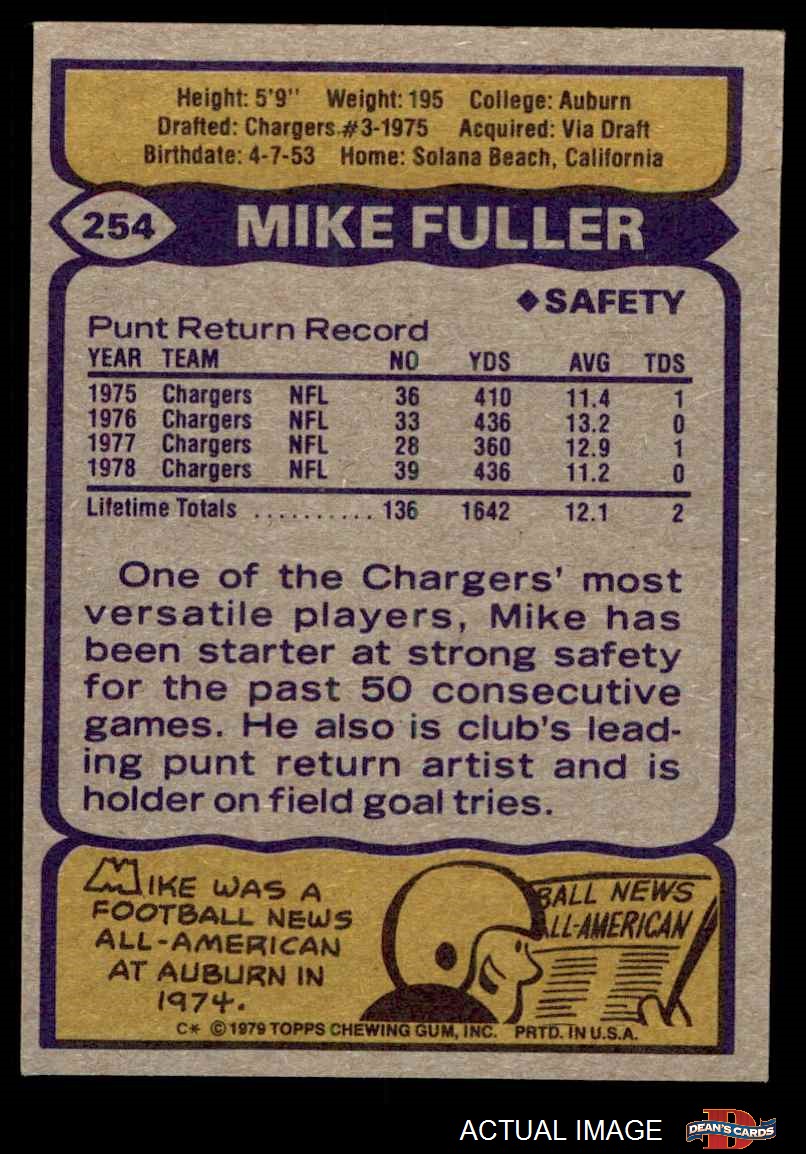 Height: 5'9" Weight: 195 College: Auburn
Drafted: Chargers #3-1975 Acquired: Via Draft
Birthdate: 4-7-53 Home: Solana Beach, California
254 MIKE FULLER
◆SAFETY
Punt Return Record
YEAR TEAM NO YDS AVG TDS
1975 Chargers NFL 36 410 11.4 1
1976 Chargers NFL 33 436 13.2 0
1977 Chargers NFL 28 360 12.9 1
1978 Chargers NFL 39 436 11.2 0
Lifetime Totals .......... 136 1642 12.1 2
One of the Chargers' most
versatile players, Mike has
been starter at strong safety
for the past 50 consecutive
games. He also is club's lead-
ing punt return artist and is
holder on field goal tries.
MIKE WAS A
FOOTBALL NEWS
ALL-AMERICAN
AT AUBURN IN
1974.
BALL NEWS
ALL-AMERICAN
C* © 1979 TOPPS CHEWING GUM, INC. PRTD. IN U.S.A.
ACTUAL IMAGE
D
DEAN'S CARDS